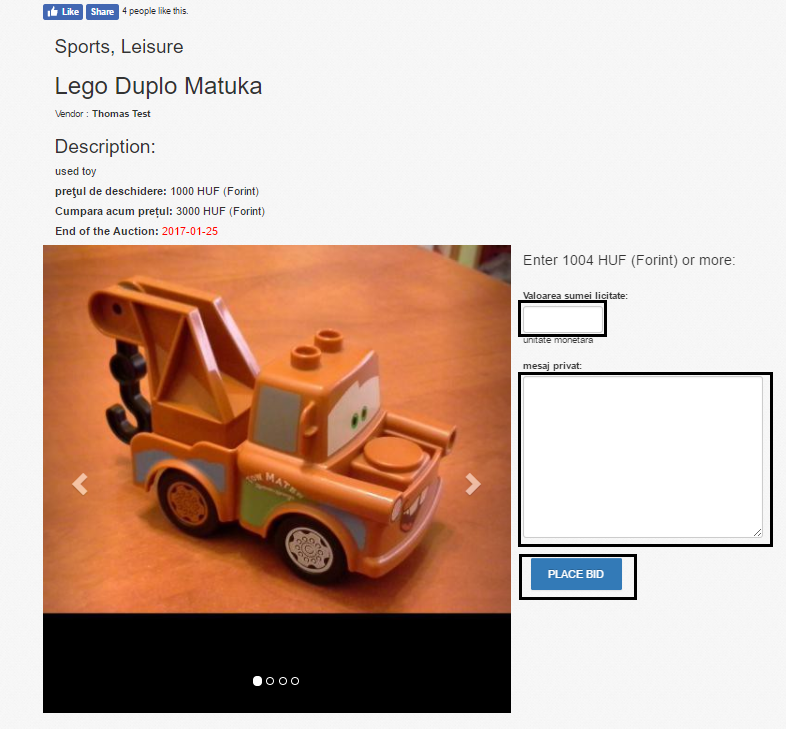 Like Share 4 people like this.
Sports, Leisure
Lego Duplo Matuka
Vendor : Thomas Test
Description:
used toy
preţul de deschidere: 1000 HUF (Forint)
Cumpara acum prețul: 3000 HUF (Forint)
End of the Auction: 2017-01-25
TOW MATER
Enter 1004 HUF (Forint) or more:
Valoarea sumei licitate:
unitate monetara
mesaj privat:
PLACE BID